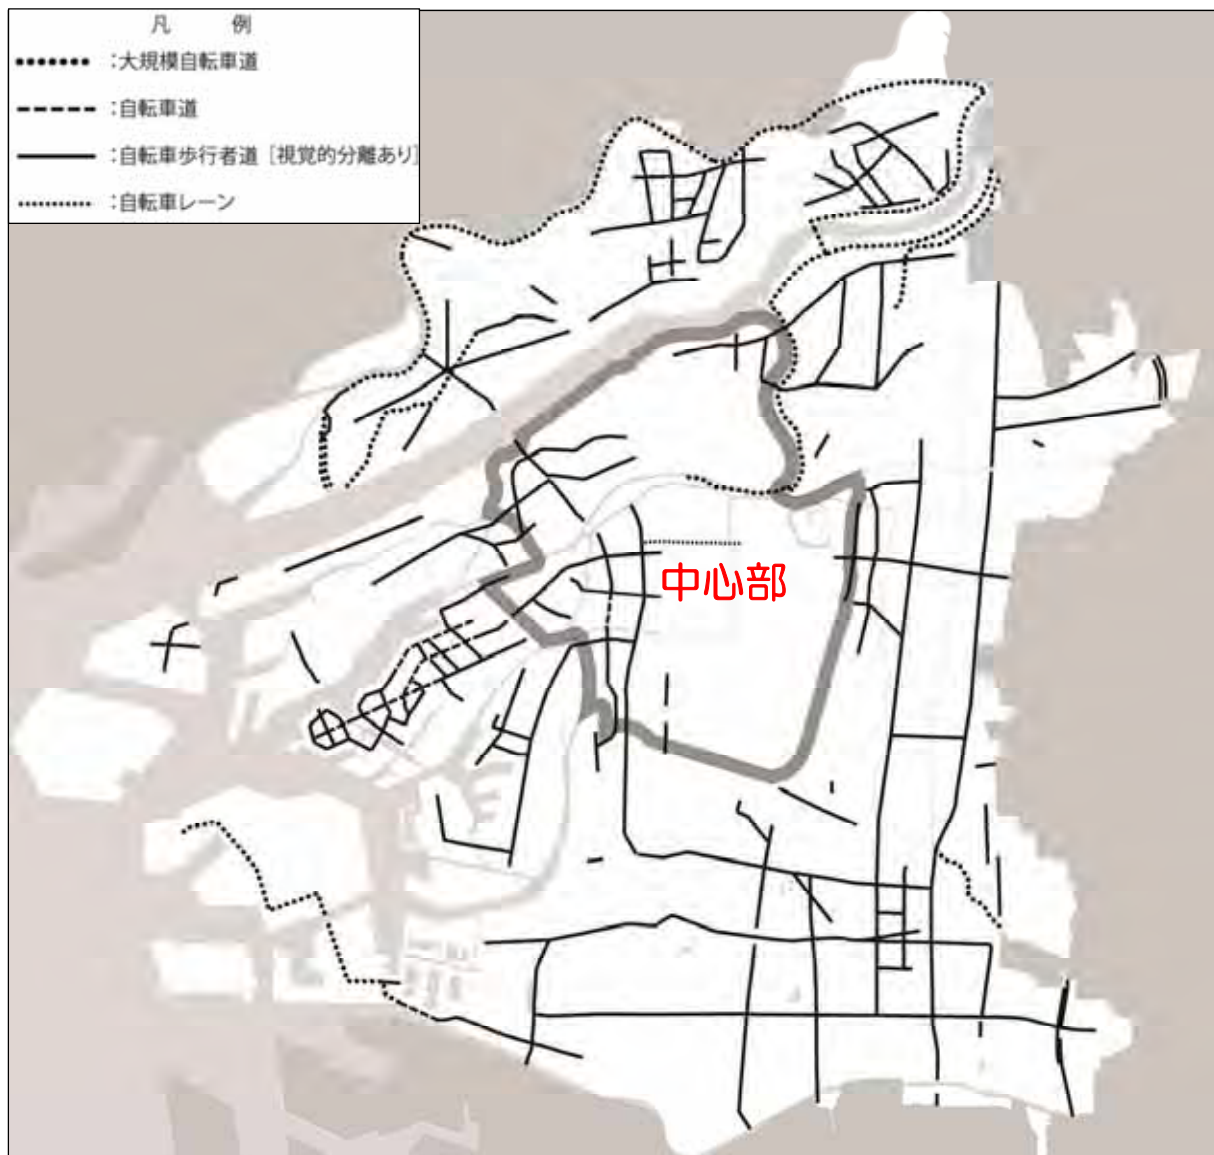 凡 例
:大規模自転車道
:自転車道
:自転車歩行者道 [視覚的分離あり]
:自転車レーン
中心部